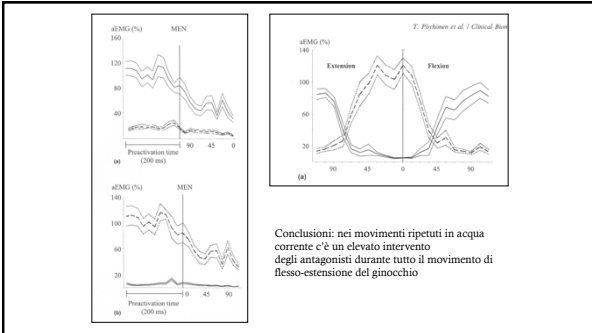 aEMG (%)
MEN
160
120
80
40
90
45
0
Preactivation time
(200 ms)
(a)
aEMG (%)
MEN
140
100
60
20
0
45
90
Preactivation time
(200 ms)
(b)
T. Pöyhönen et al. / Clinical Biom
aEMG (%)
140
Extension
Flexion
100
60
20
90
45
0
45
90
(a)
Conclusioni: nei movimenti ripetuti in acqua
corrente c'è un elevato intervento
degli antagonisti durante tutto il movimento di
flesso-estensione del ginocchio